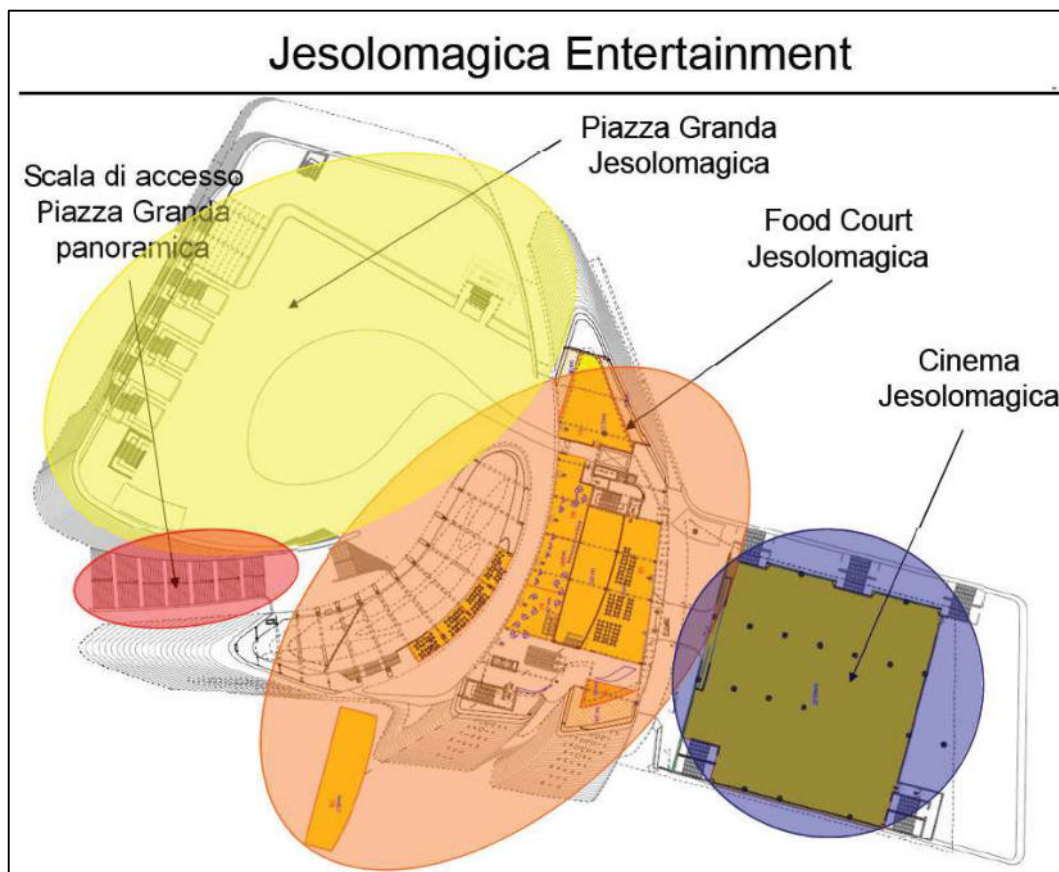 Jesolomagica Entertainment
Piazza Granda
Jesolomagica
Scala di accesso
Piazza Granda
panoramica
Food Court
Jesolomagica
Cinema
Jesolomagica